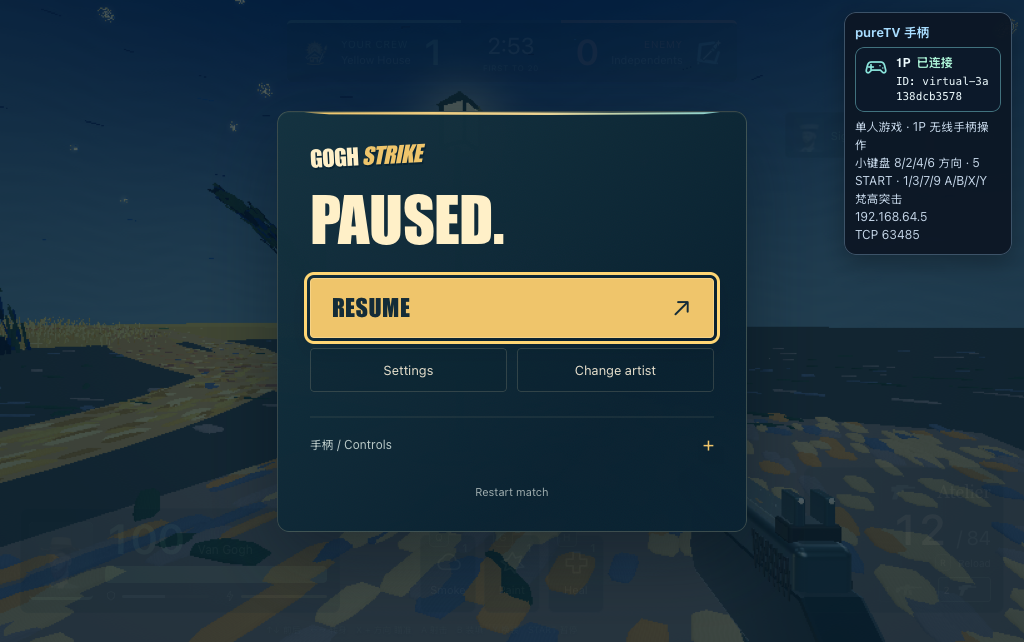 YOUR CREW
Yellow House
1
2:53
0
ENEMY
Independents
GOGH STRIKE
PAUSED.
RESUME
Settings
Change artist
手柄 / Controls
+
Restart match
pureTV 手柄
1P 已连接
ID: virtual-3a
138dcb3578
单人游戏 · 1P 无线手柄操
作
小键盘 8/2/4/6 方向 · 5
START · 1/3/7/9 A/B/X/Y
梵高突击
192.168.64.5
TCP 63485
100
Van Gogh
Atelier
12 / 84